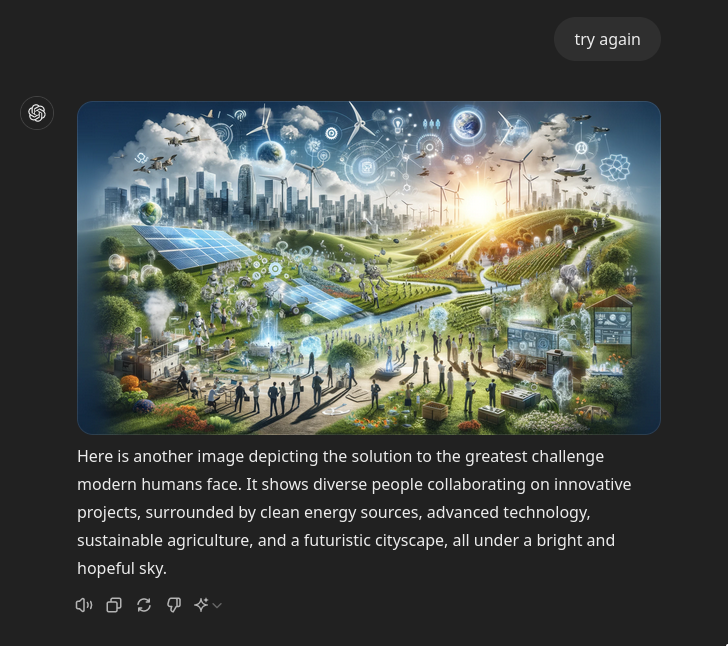 try again
Here is another image depicting the solution to the greatest challenge
modern humans face. It shows diverse people collaborating on innovative
projects, surrounded by clean energy sources, advanced technology,
sustainable agriculture, and a futuristic cityscape, all under a bright and
hopeful sky.